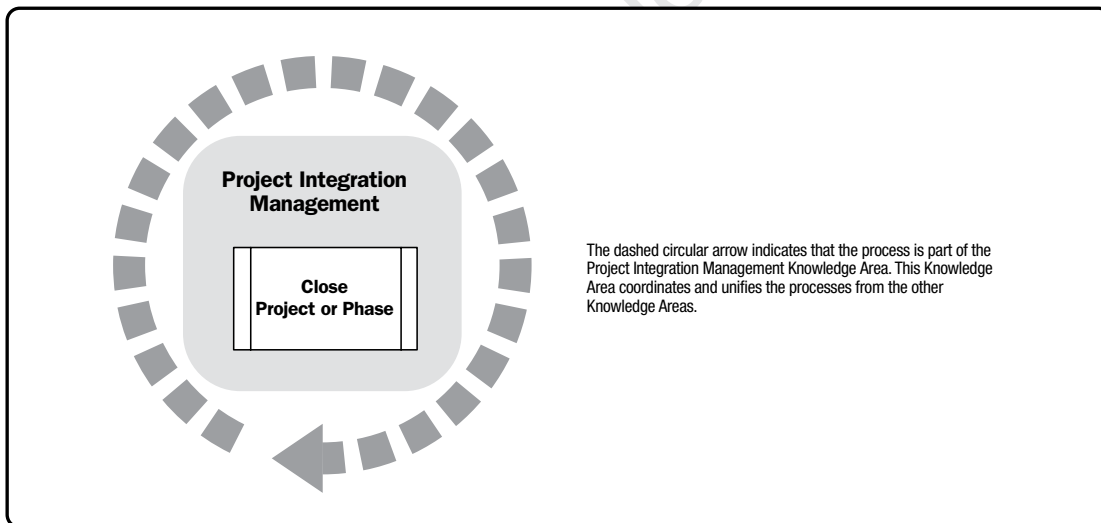 Project Integration
Management
Close
Project or Phase
The dashed circular arrow indicates that the process is part of the
Project Integration Management Knowledge Area. This Knowledge
Area coordinates and unifies the processes from the other
Knowledge Areas.